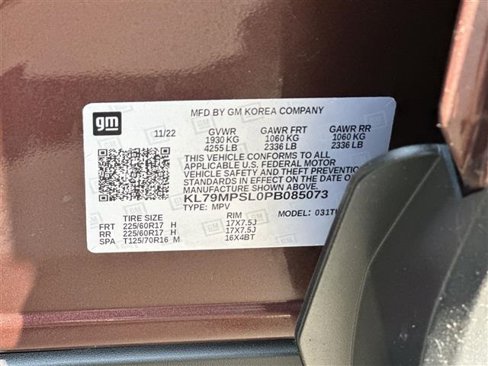 MFD BY GM KOREA COMPANY
gm
11/22 GVWR GAWR FRT GAWR RR
1930 KG 1060 KG 1060 KG
4255 LB 2336 LB 2336 LB
THIS VEHICLE CONFORMS TO ALL
APPLICABLE U.S. FEDERAL MOTOR
VEHICLE SAFETY AND THEFT PREVENTION
STANDARDS IN EFFECT ON THE DATE OF
MANUFACTURE SHOWN ABOVE.
KL79MPSL0PB085073
TYPE: MPV MODEL: 031TU
TIRE SIZE RIM
FRT 225/60R17 H 17X7.5J
RR 225/60R17 H 17X7.5J
SPA T125/70R16 M 16X4BT